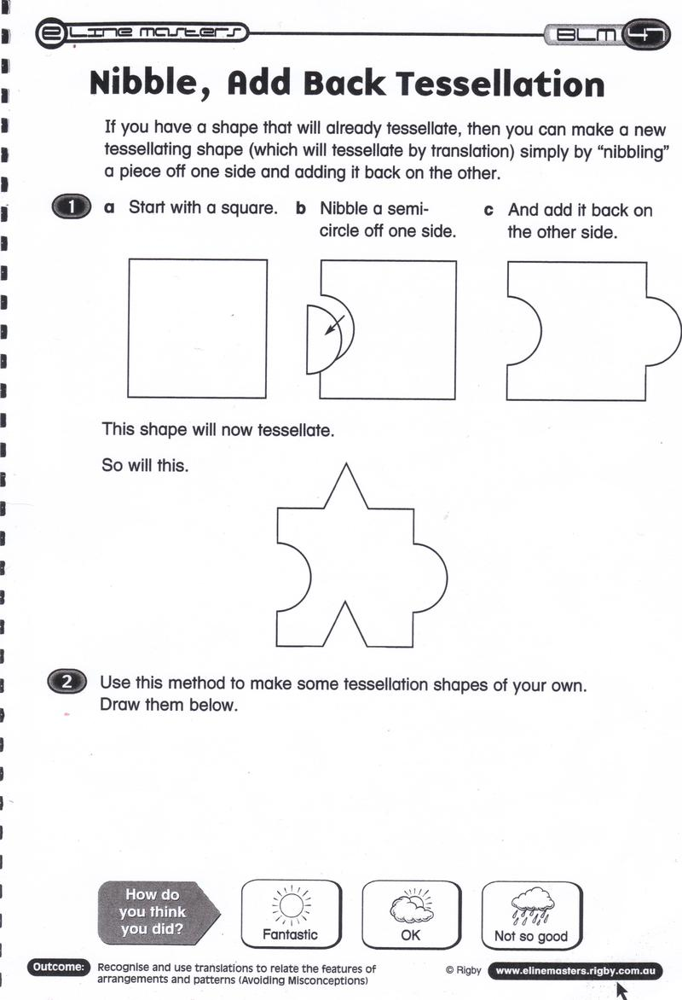 e Line masters
BLM 47
Nibble, Add Back Tessellation
If you have a shape that will already tessellate, then you can make a new
tessellating shape (which will tessellate by translation) simply by “nibbling”
a piece off one side and adding it back on the other.
1 a Start with a square. b Nibble a semi-
circle off one side.
c And add it back on
the other side.
This shape will now tessellate.
So will this.
2 Use this method to make some tessellation shapes of your own.
Draw them below.
How do
you think
you did?
Fantastic
OK
Not so good
Outcome: Recognise and use translations to relate the features of
arrangements and patterns (Avoiding Misconceptions)
© Rigby www.elinemasters.rigby.com.au